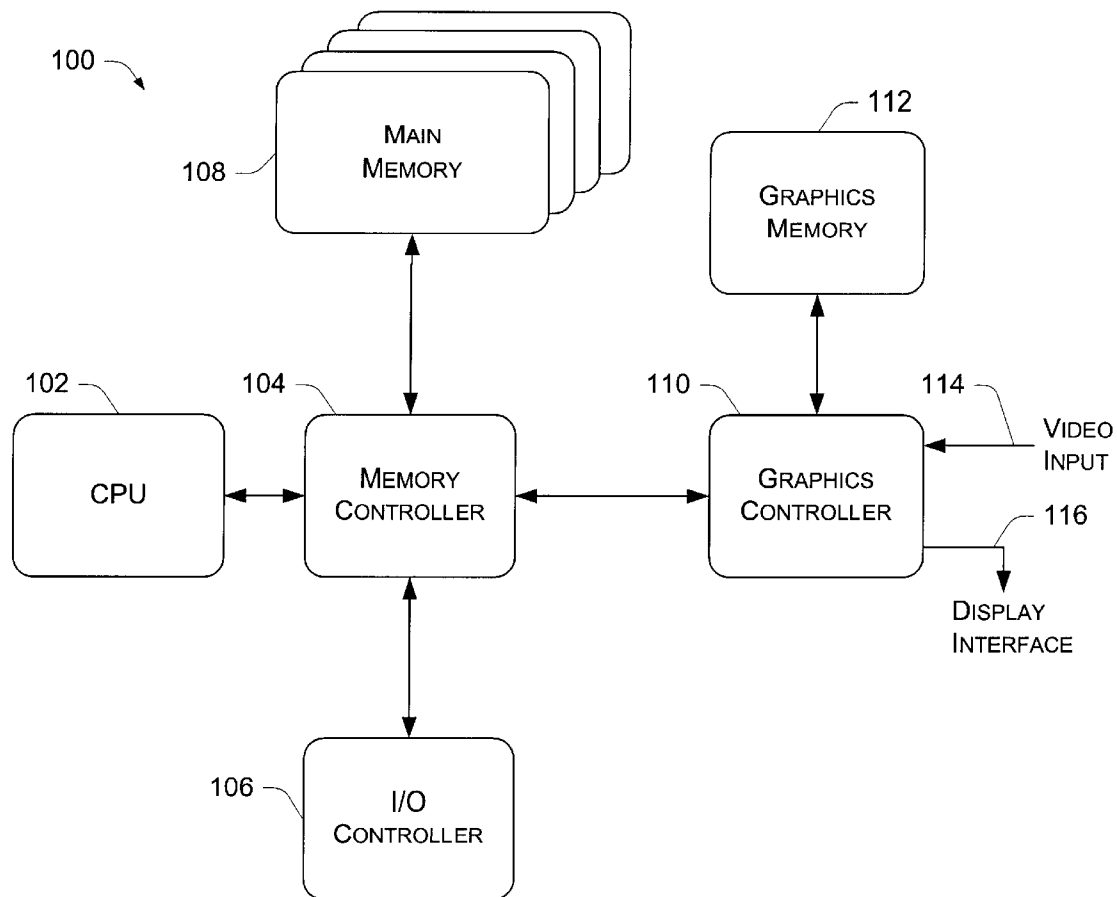 100
MAIN
MEMORY
108
112
GRAPHICS
MEMORY
102
CPU
104
MEMORY
CONTROLLER
110
GRAPHICS
CONTROLLER
114
VIDEO
INPUT
116
DISPLAY
INTERFACE
106
I/O
CONTROLLER